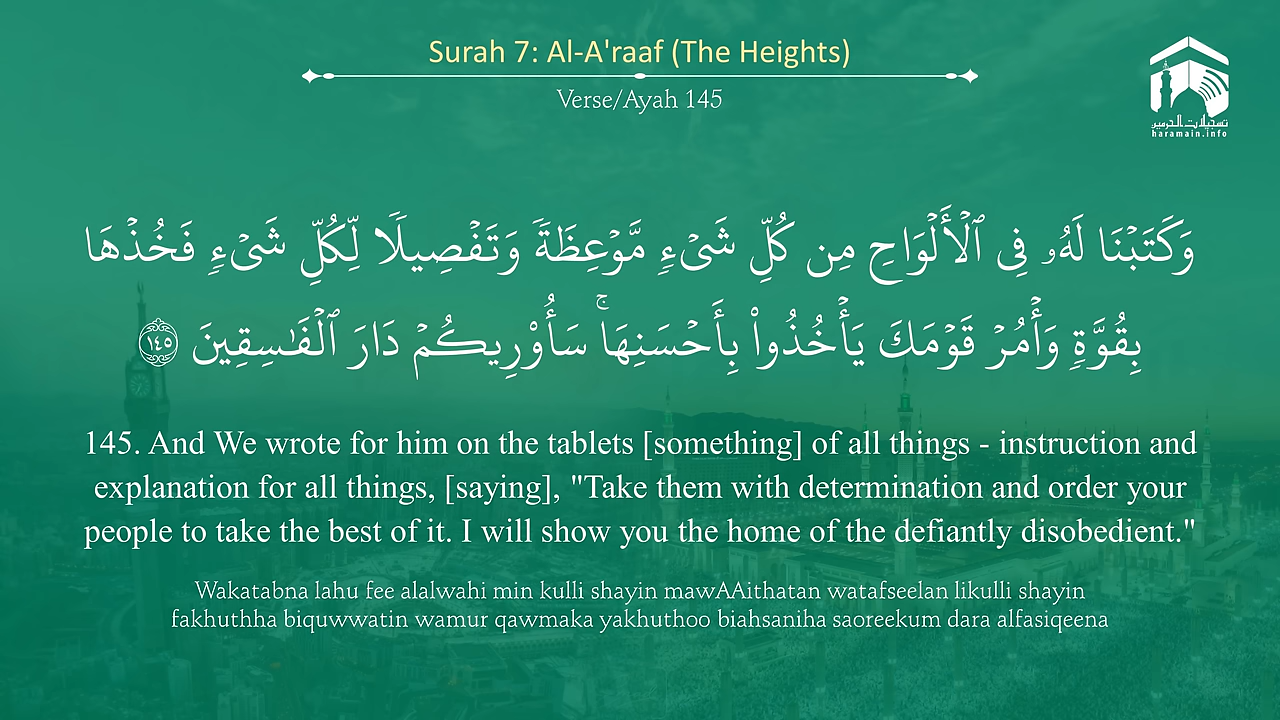 Surah 7: Al-A'raaf (The Heights)
Verse/Ayah 145
تسجيلات الحرمين
haramain.info
وَكَتَبْنَا لَهُۥ فِى ٱلْأَلْوَاحِ مِن كُلِّ شَىْءٍ مَّوْعِظَةً وَتَفْصِيلًا لِّكُلِّ شَىْءٍ فَخُذْهَا
بِقُوَّةٍ وَأْمُرْ قَوْمَكَ يَأْخُذُوا۟ بِأَحْسَنِهَا ۚ سَأُو۟رِيكُمْ دَارَ ٱلْفَـٰسِقِينَ ١٤٥
145. And We wrote for him on the tablets [something] of all things - instruction and
explanation for all things, [saying], "Take them with determination and order your
people to take the best of it. I will show you the home of the defiantly disobedient."
Wakatabna lahu fee alalwahi min kulli shayin mawAAithatan watafseelan likulli shayin
fakhuthha biquwwatin wamur qawmaka yakhuthoo biahsaniha saoreekum dara alfasiqeena